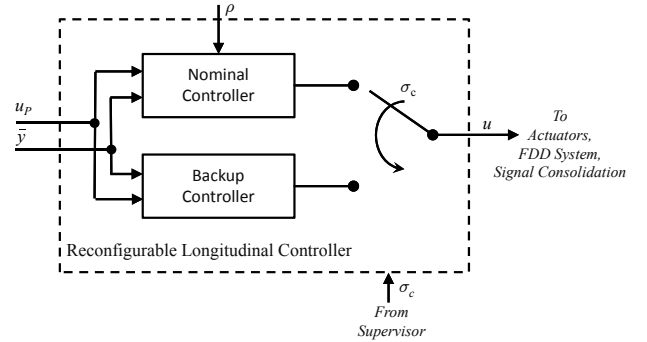 ρ
Nominal
Controller
u_P
ȳ
σ_c
u
To
Actuators,
FDD System,
Signal Consolidation
Backup
Controller
Reconfigurable Longitudinal Controller
σ_c
From
Supervisor